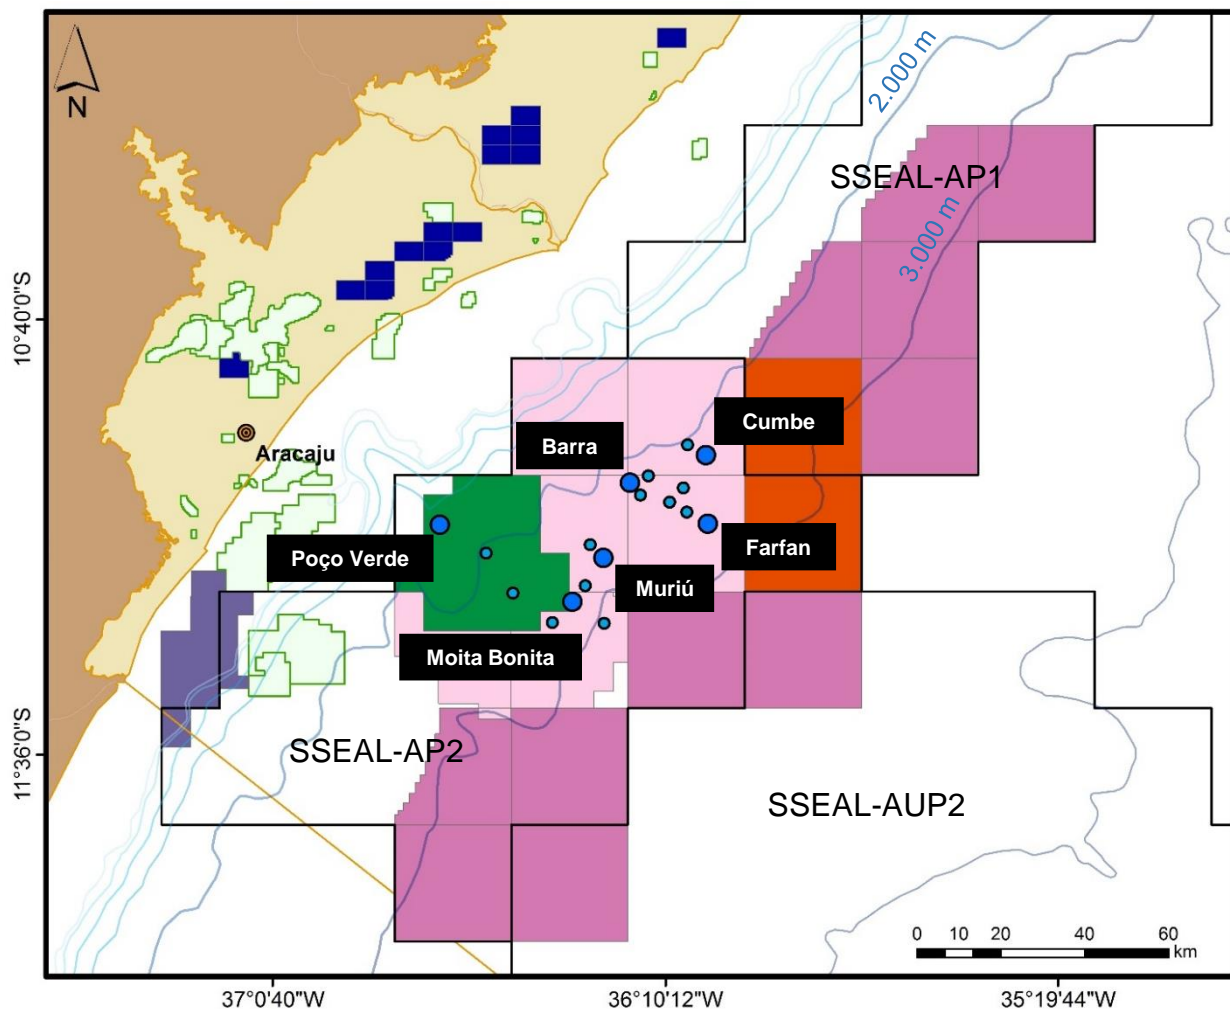 N
2.000 m
SSEAL-AP1
3.000 m
10°40'0"S
Cumbe
Barra
Aracaju
Poço Verde
Farfan
Muriú
Moita Bonita
11°36'0"S
SSEAL-AP2
SSEAL-AUP2
0 10 20 40 60
km
37°0'40"W 36°10'12"W 35°19'44"W